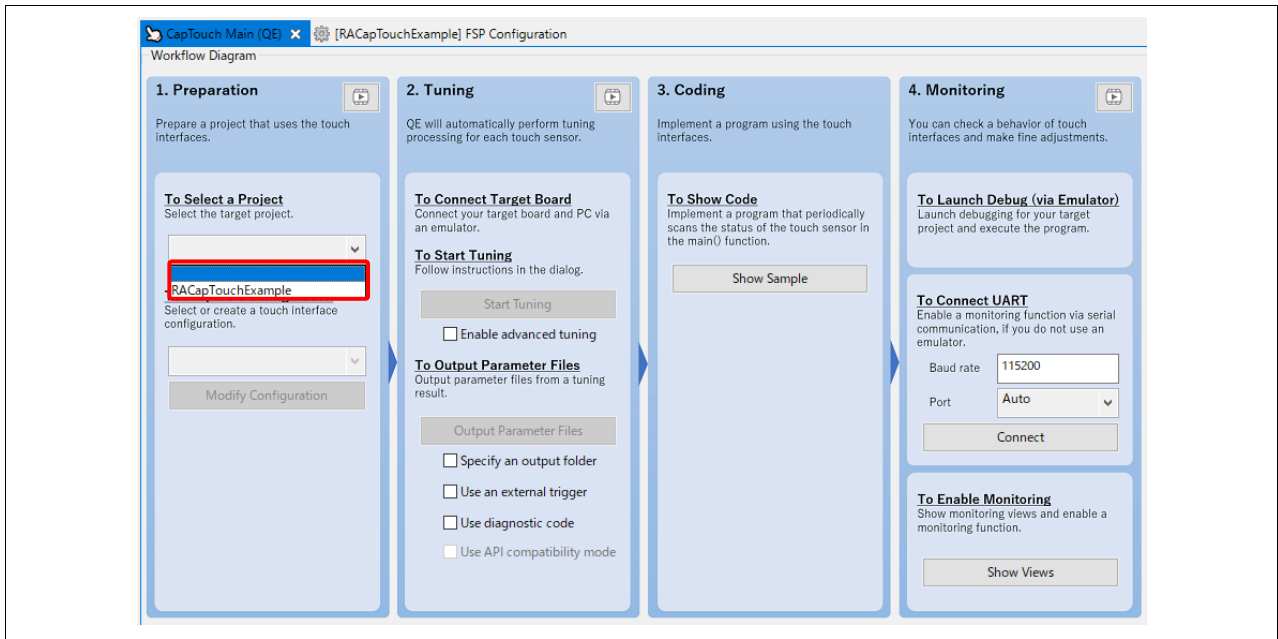 CapTouch Main (QE)
[RACapTouchExample] FSP Configuration
Workflow Diagram
1. Preparation
Prepare a project that uses the touch
interfaces.
To Select a Project
Select the target project.
RACapTouchExample
Select or create a touch interface
configuration.
Modify Configuration
2. Tuning
QE will automatically perform tuning
processing for each touch sensor.
To Connect Target Board
Connect your target board and PC via
an emulator.
To Start Tuning
Follow instructions in the dialog.
Start Tuning
Enable advanced tuning
To Output Parameter Files
Output parameter files from a tuning
result.
Output Parameter Files
Specify an output folder
Use an external trigger
Use diagnostic code
Use API compatibility mode
3. Coding
Implement a program using the touch
interfaces.
To Show Code
Implement a program that periodically
scans the status of the touch sensor in
the main() function.
Show Sample
4. Monitoring
You can check a behavior of touch
interfaces and make fine adjustments.
To Launch Debug (via Emulator)
Launch debugging for your target
project and execute the program.
To Connect UART
Enable a monitoring function via serial
communication, if you do not use an
emulator.
Baud rate 115200
Port Auto
Connect
To Enable Monitoring
Show monitoring views and enable a
monitoring function.
Show Views